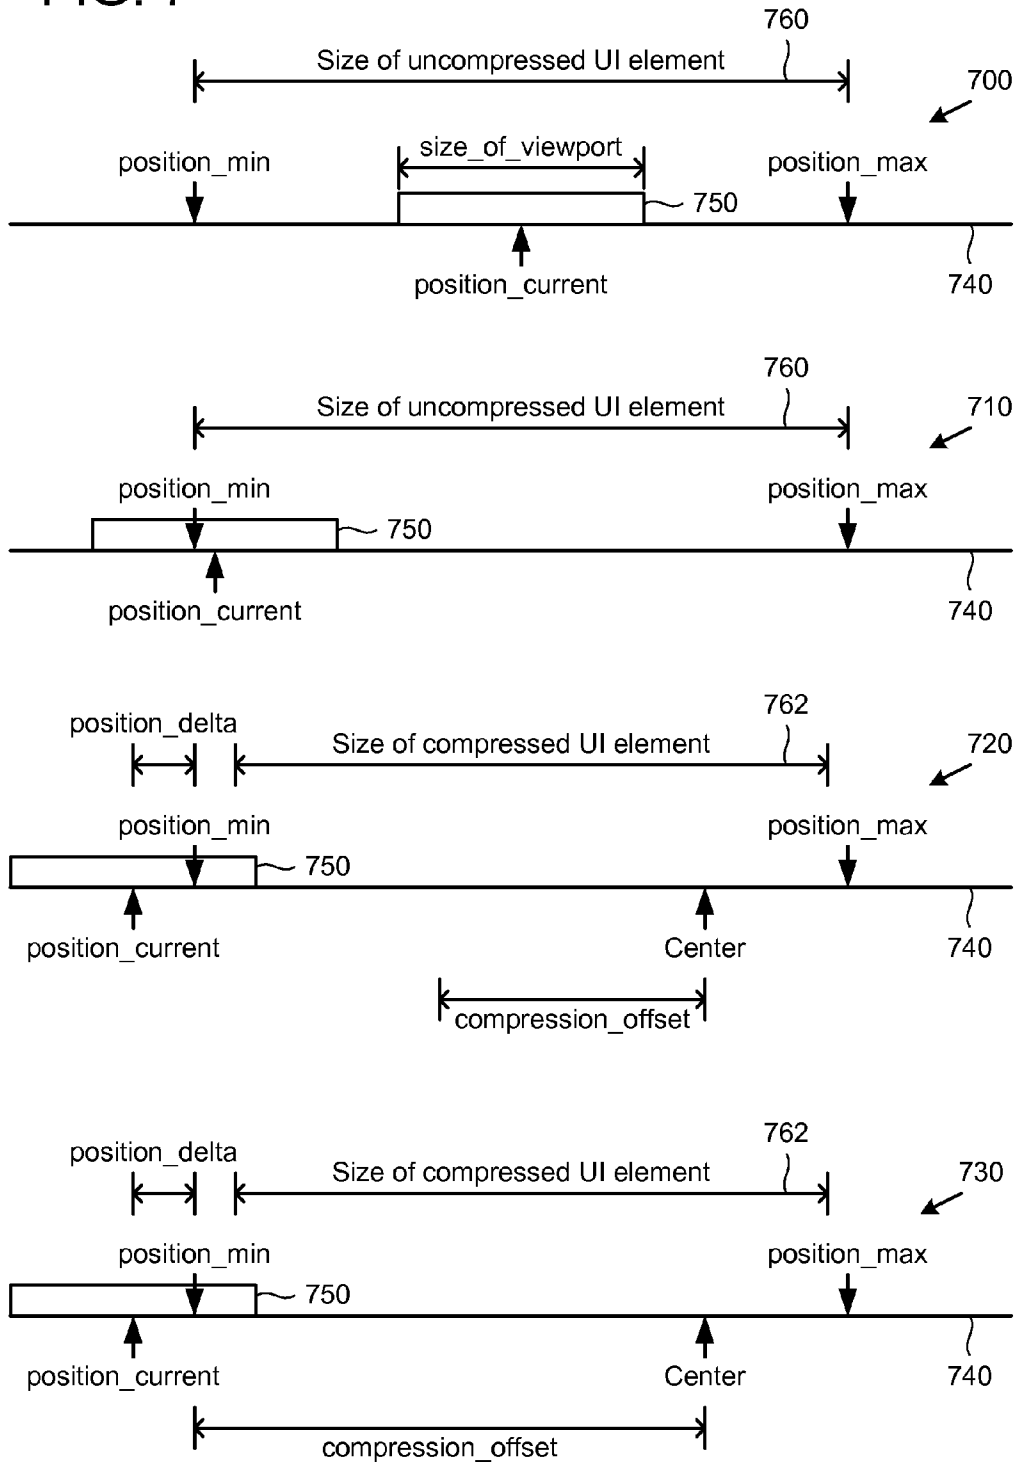 760
Size of uncompressed UI element
700
size_of_viewport
position_min
position_max
750
position_current
740
760
Size of uncompressed UI element
710
position_min
position_max
750
position_current
740
762
position_delta
Size of compressed UI element
720
position_min
position_max
750
position_current
Center
740
compression_offset
762
position_delta
Size of compressed UI element
730
position_min
position_max
750
position_current
Center
740
compression_offset